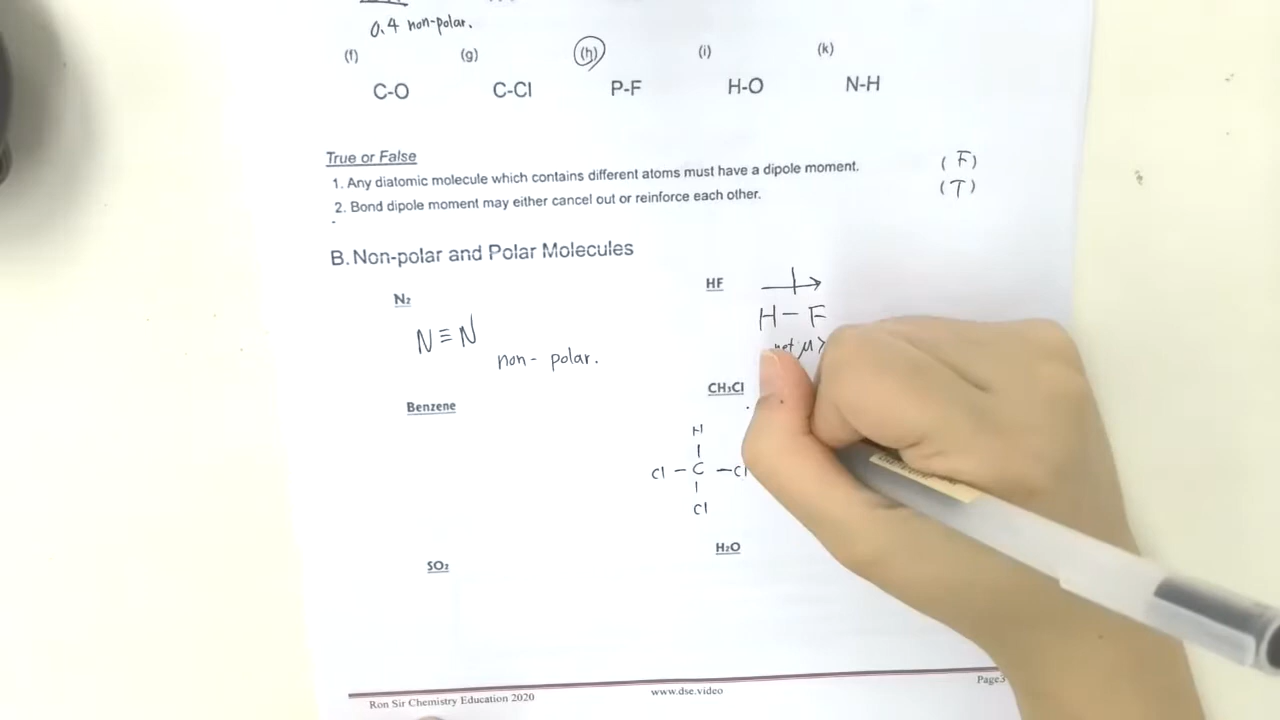 0.4 non-polar.
(f) (g) (h) (i) (k)
C-O C-Cl P-F H-O N-H
True or False
1. Any diatomic molecule which contains different atoms must have a dipole moment. (F)
2. Bond dipole moment may either cancel out or reinforce each other. (T)
B. Non-polar and Polar Molecules
N₂ HF
N≡N H-F
non-polar. net μ>
Benzene CH₃Cl
H
Cl-C-Cl
Cl
SO₂ H₂O
Ron Sir Chemistry Education 2020 www.dse.video Page3